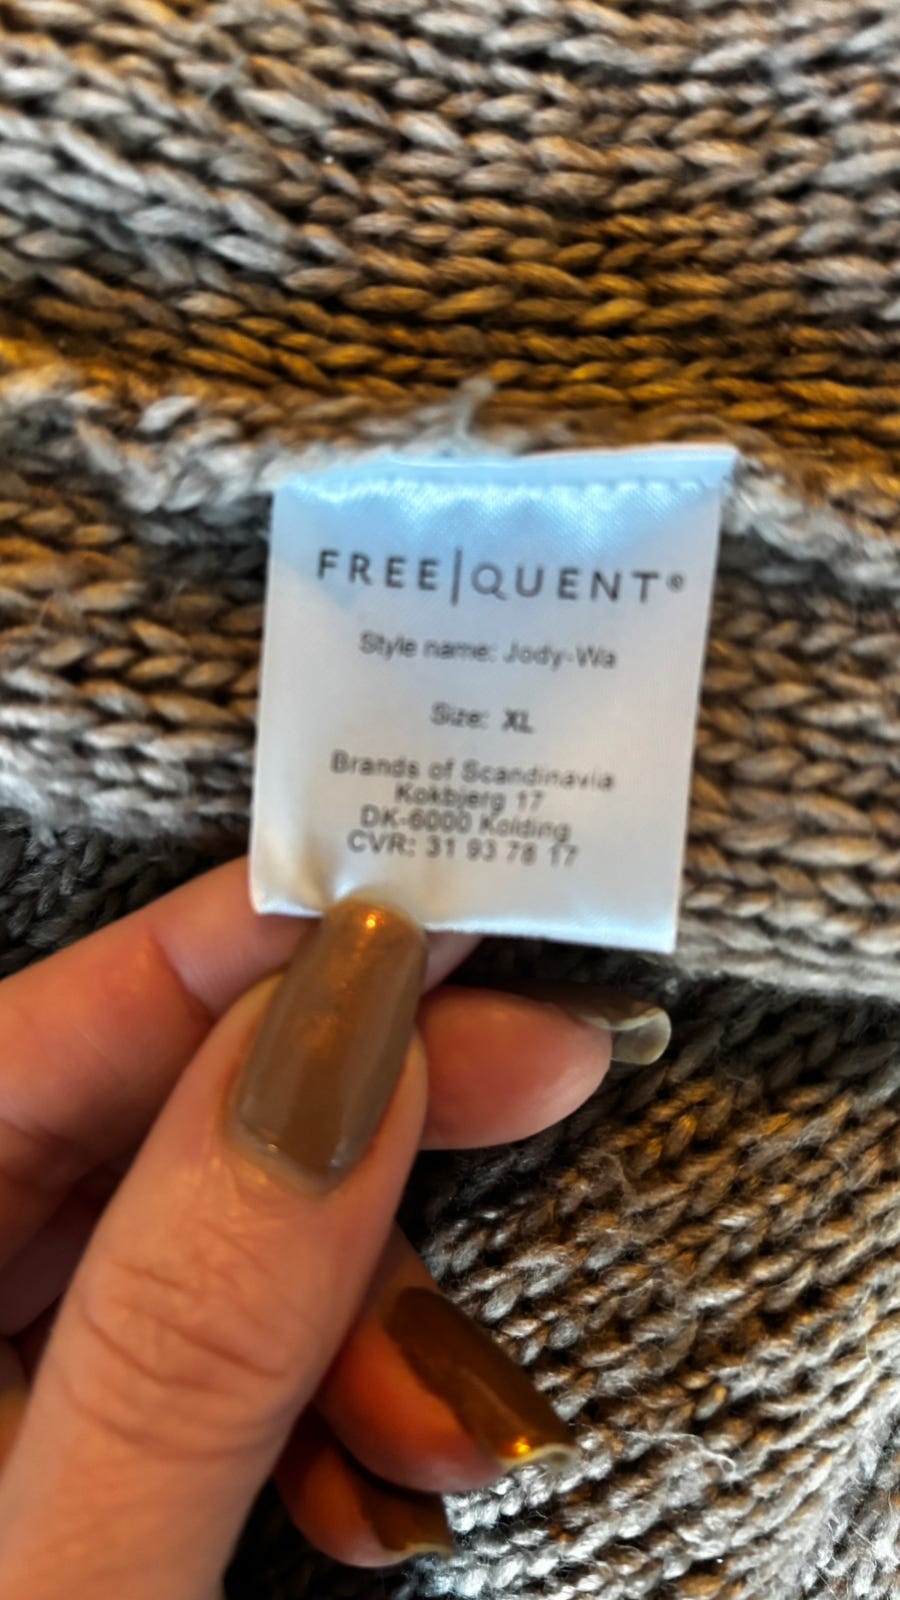 FREE|QUENT®
Style name: Jody-Wa
Size: XL
Brands of Scandinavia
Kokbjerg 17
DK-6000 Kolding
CVR: 31 93 78 17